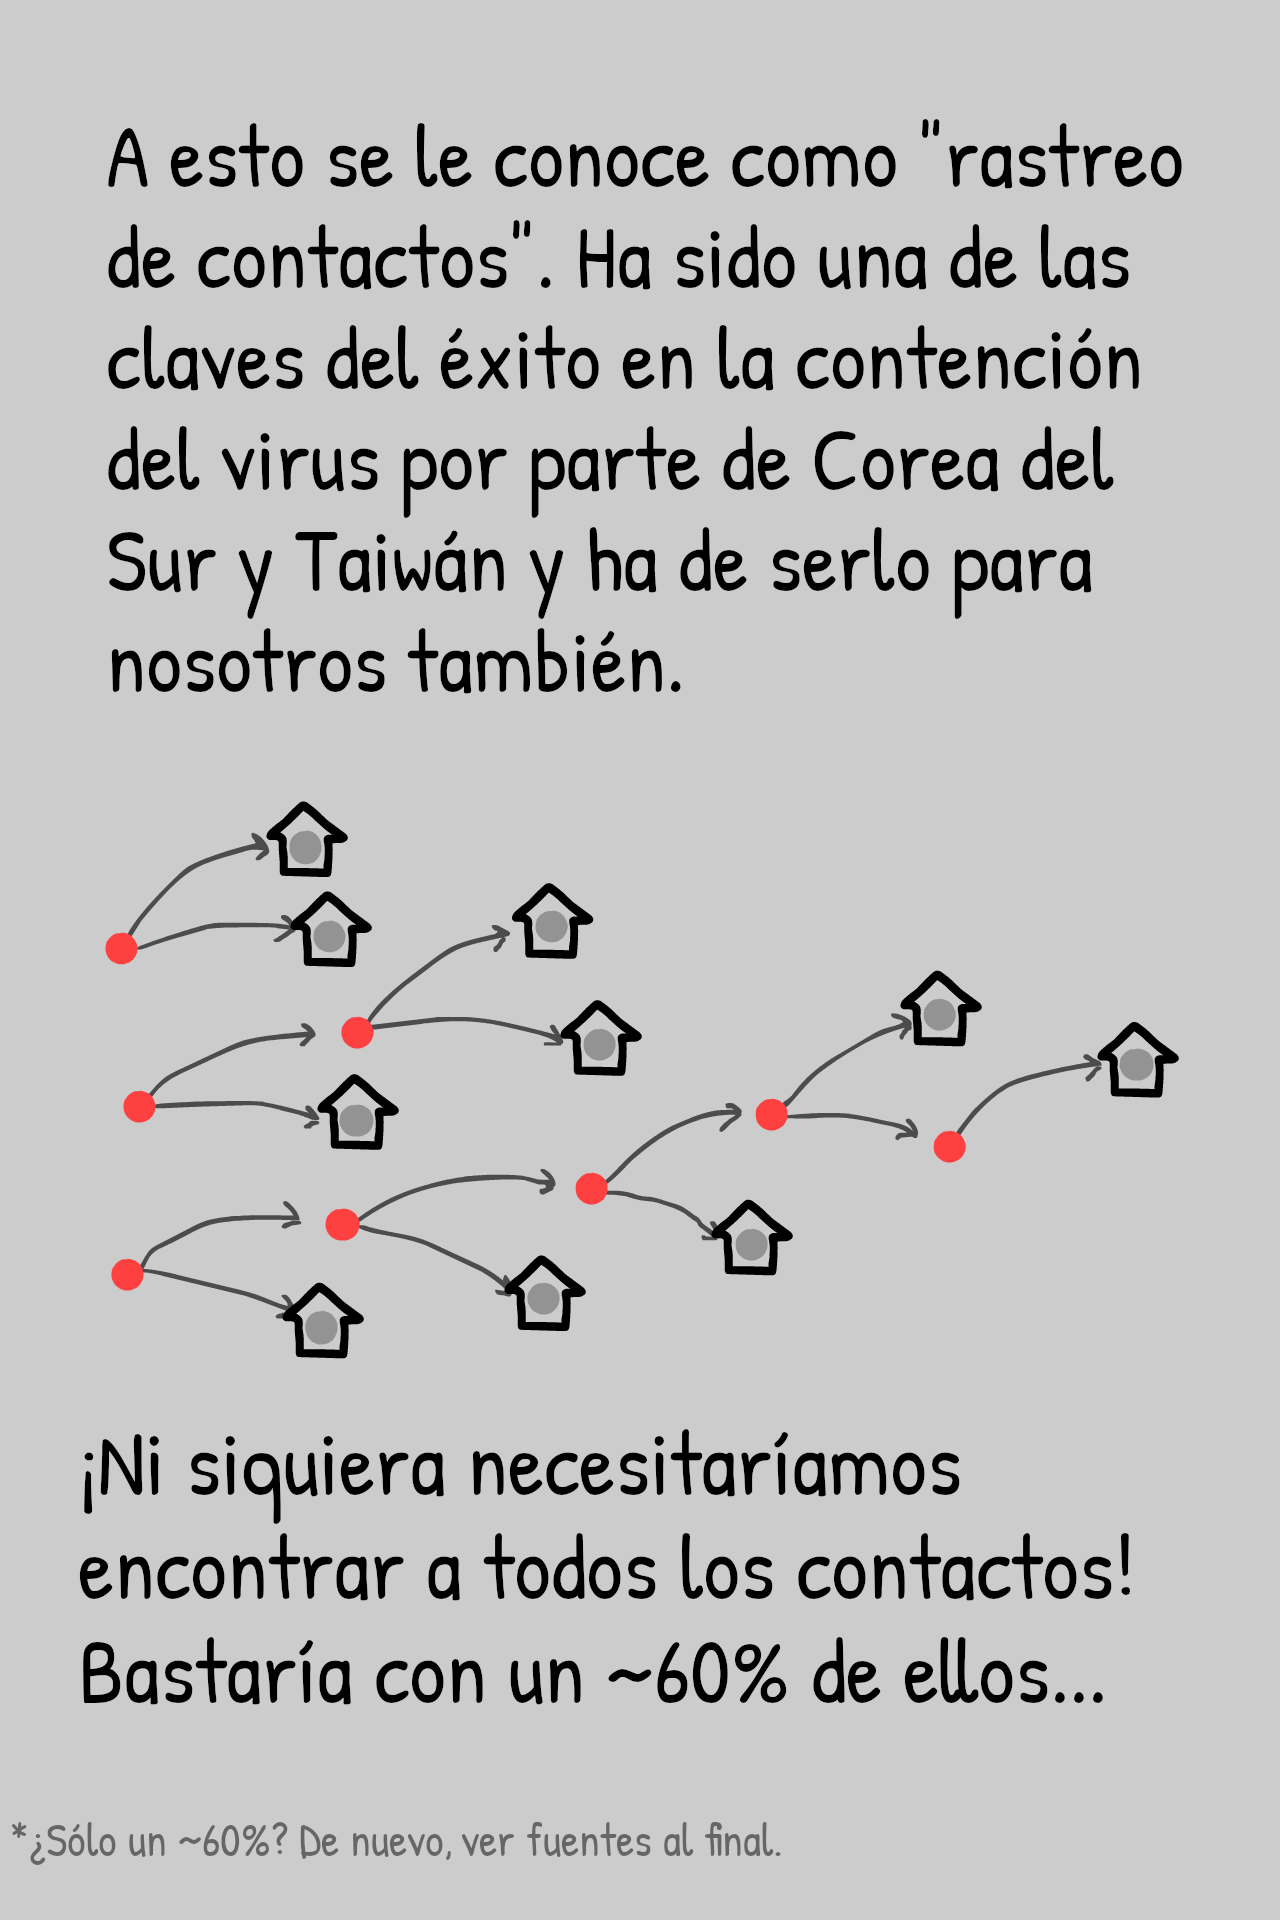 A esto se le conoce como "rastreo
de contactos". Ha sido una de las
claves del éxito en la contención
del virus por parte de Corea del
Sur y Taiwán y ha de serlo para
nosotros también.
¡Ni siquiera necesitaríamos
encontrar a todos los contactos!
Bastaría con un ~60% de ellos...
*¿Sólo un ~60%? De nuevo, ver fuentes al final.